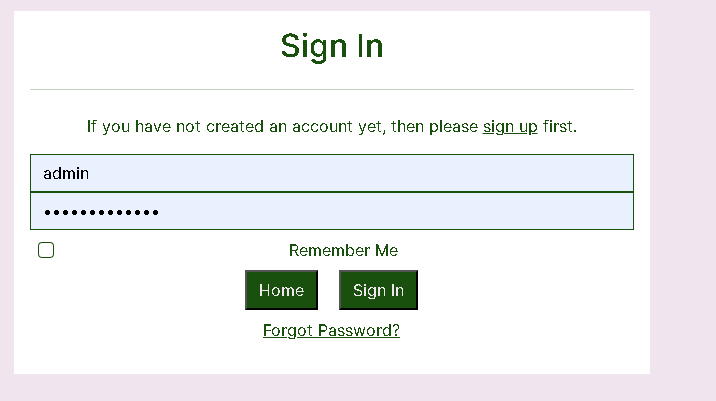 Sign In
If you have not created an account yet, then please sign up first.
admin
•••••••••••••
Remember Me
Home Sign In
Forgot Password?